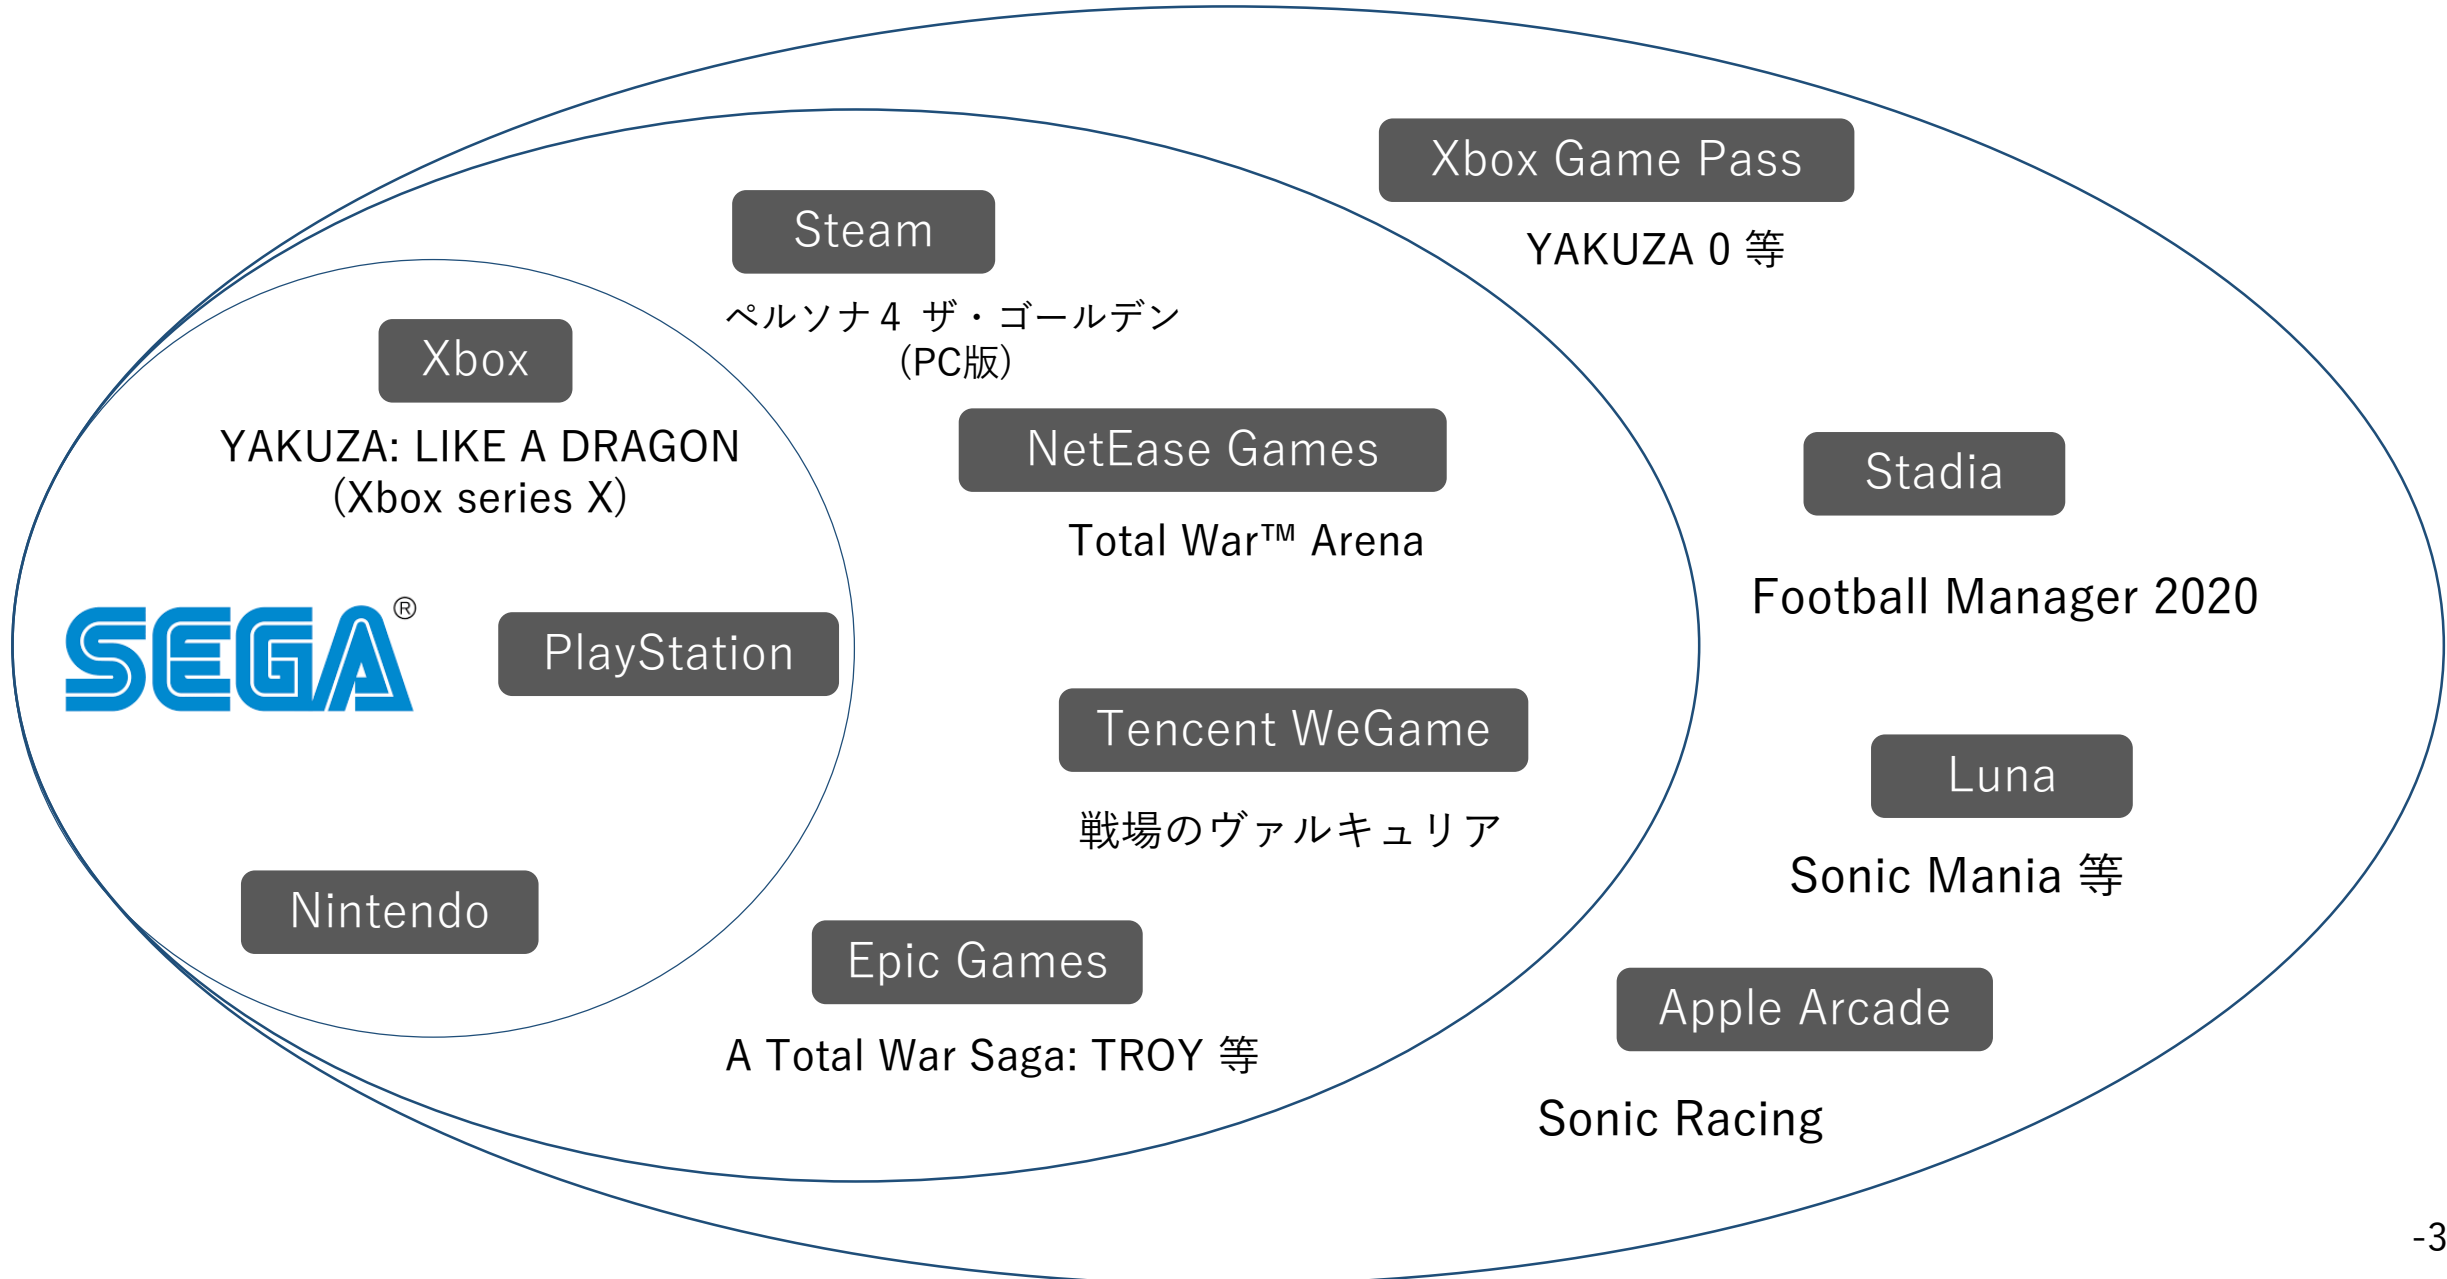 Xbox Game Pass
YAKUZA 0 等
Steam
ペルソナ4 ザ・ゴールデン
(PC版)
Xbox
YAKUZA: LIKE A DRAGON
(Xbox series X)
NetEase Games
Total War™ Arena
Stadia
Football Manager 2020
SEGA®
PlayStation
Tencent WeGame
戦場のヴァルキュリア
Luna
Sonic Mania 等
Nintendo
Epic Games
A Total War Saga: TROY 等
Apple Arcade
Sonic Racing
-3